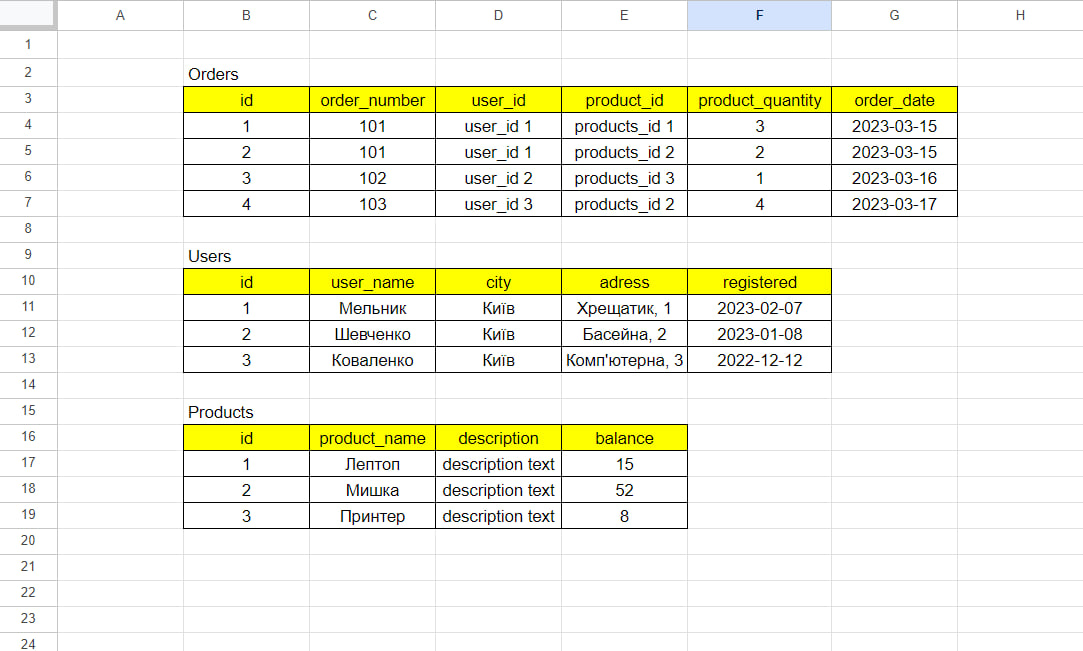 A B C D E F G H
1
2 Orders
3 id order_number user_id product_id product_quantity order_date
4 1 101 user_id 1 products_id 1 3 2023-03-15
5 2 101 user_id 1 products_id 2 2 2023-03-15
6 3 102 user_id 2 products_id 3 1 2023-03-16
7 4 103 user_id 3 products_id 2 4 2023-03-17
8
9 Users
10 id user_name city adress registered
11 1 Мельник Київ Хрещатик, 1 2023-02-07
12 2 Шевченко Київ Басейна, 2 2023-01-08
13 3 Коваленко Київ Комп'ютерна, 3 2022-12-12
14
15 Products
16 id product_name description balance
17 1 Лептоп description text 15
18 2 Мишка description text 52
19 3 Принтер description text 8
20
21
22
23
24